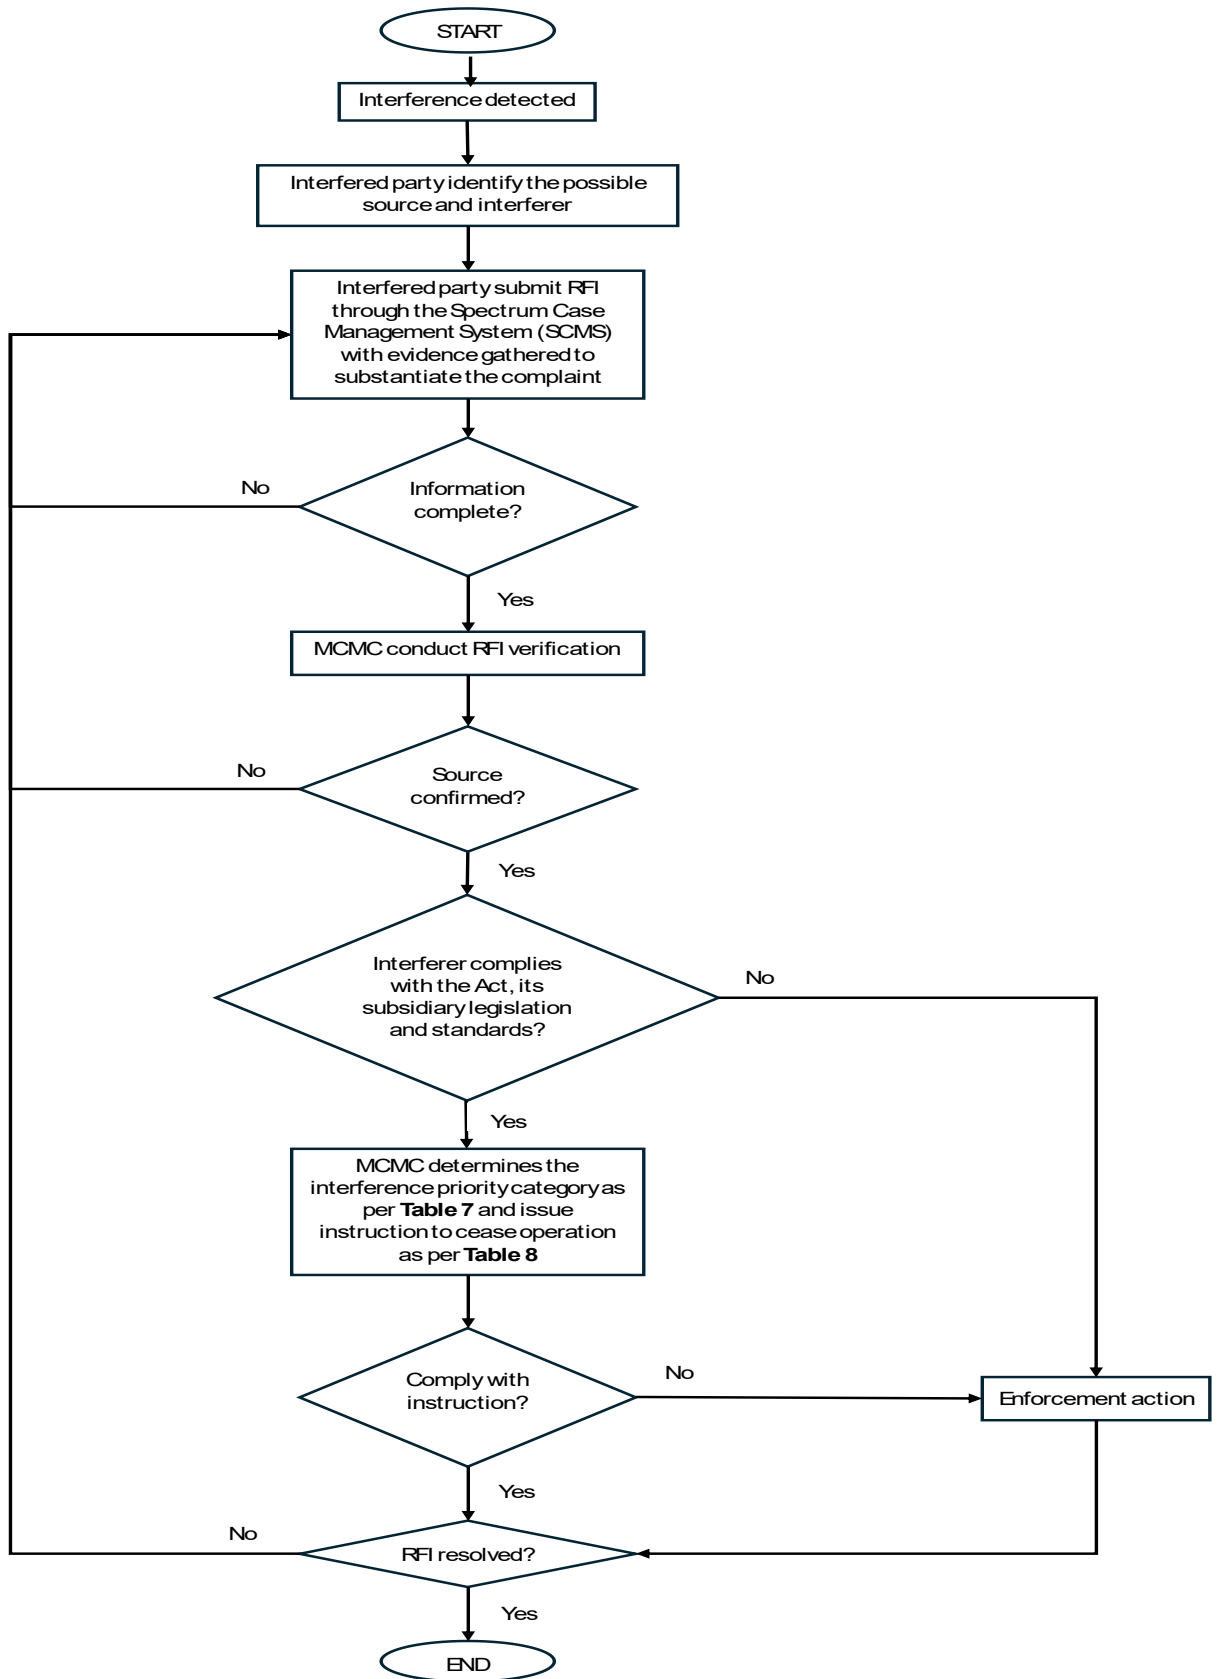 START
Interference detected
Interfered party identify the possible
source and interferer
Interfered party submit RFI
through the Spectrum Case
Management System (SCMS)
with evidence gathered to
substantiate the complaint
No
Information
complete?
Yes
MCMC conduct RFI verification
No
Source
confirmed?
Yes
Interferer complies
with the Act, its
subsidiary legislation
and standards?
No
Yes
MCMC determines the
interference priority category as
per Table 7 and issue
instruction to cease operation
as per Table 8
Comply with
instruction?
No
Enforcement action
Yes
No
RFI resolved?
Yes
END